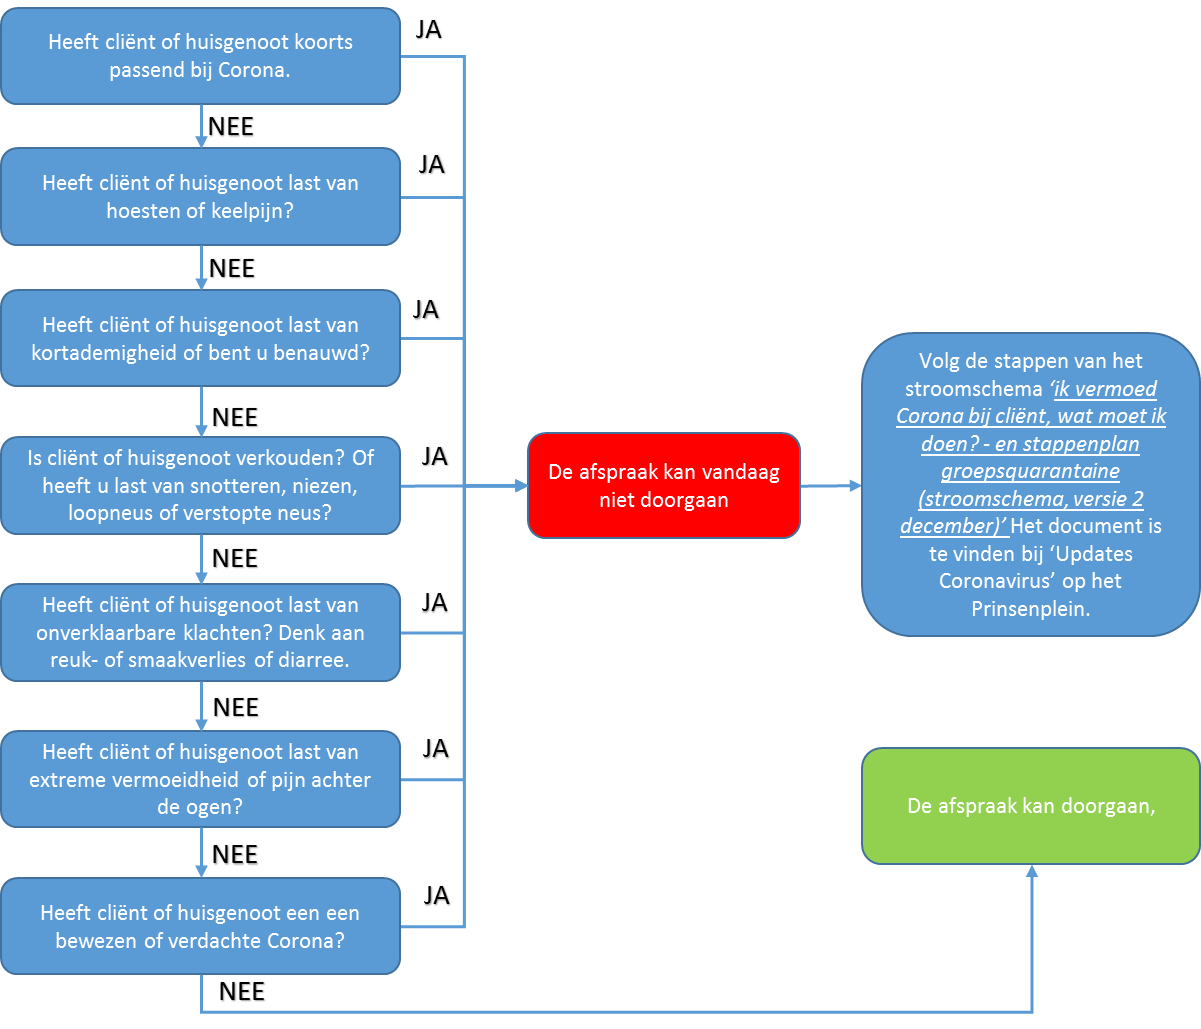 Heeft cliënt of huisgenoot koorts
passend bij Corona.
JA
NEE
Heeft cliënt of huisgenoot last van
hoesten of keelpijn?
JA
NEE
Heeft cliënt of huisgenoot last van
kortademigheid of bent u benauwd?
JA
NEE
Is cliënt of huisgenoot verkouden? Of
heeft u last van snotteren, niezen,
loopneus of verstopte neus?
JA
NEE
Heeft cliënt of huisgenoot last van
onverklaarbare klachten? Denk aan
reuk- of smaakverlies of diarree.
JA
NEE
Heeft cliënt of huisgenoot last van
extreme vermoeidheid of pijn achter
de ogen?
JA
NEE
Heeft cliënt of huisgenoot een een
bewezen of verdachte Corona?
JA
NEE
De afspraak kan vandaag
niet doorgaan
Volg de stappen van het
stroomschema ‘ik vermoed
Corona bij cliënt, wat moet ik
doen? - en stappenplan
groepsquarantaine
(stroomschema, versie 2
december)’ Het document is
te vinden bij ‘Updates
Coronavirus’ op het
Prinsenplein.
De afspraak kan doorgaan,